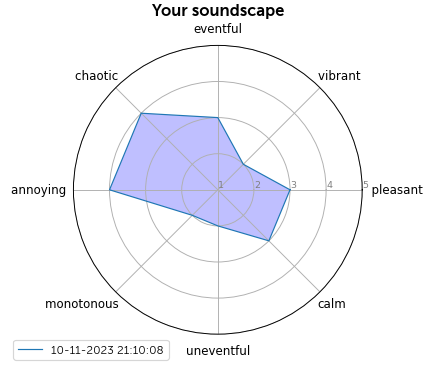 Your soundscape
eventful
chaotic
vibrant
annoying
1 2 3 4 5
pleasant
monotonous
calm
uneventful
10-11-2023 21:10:08